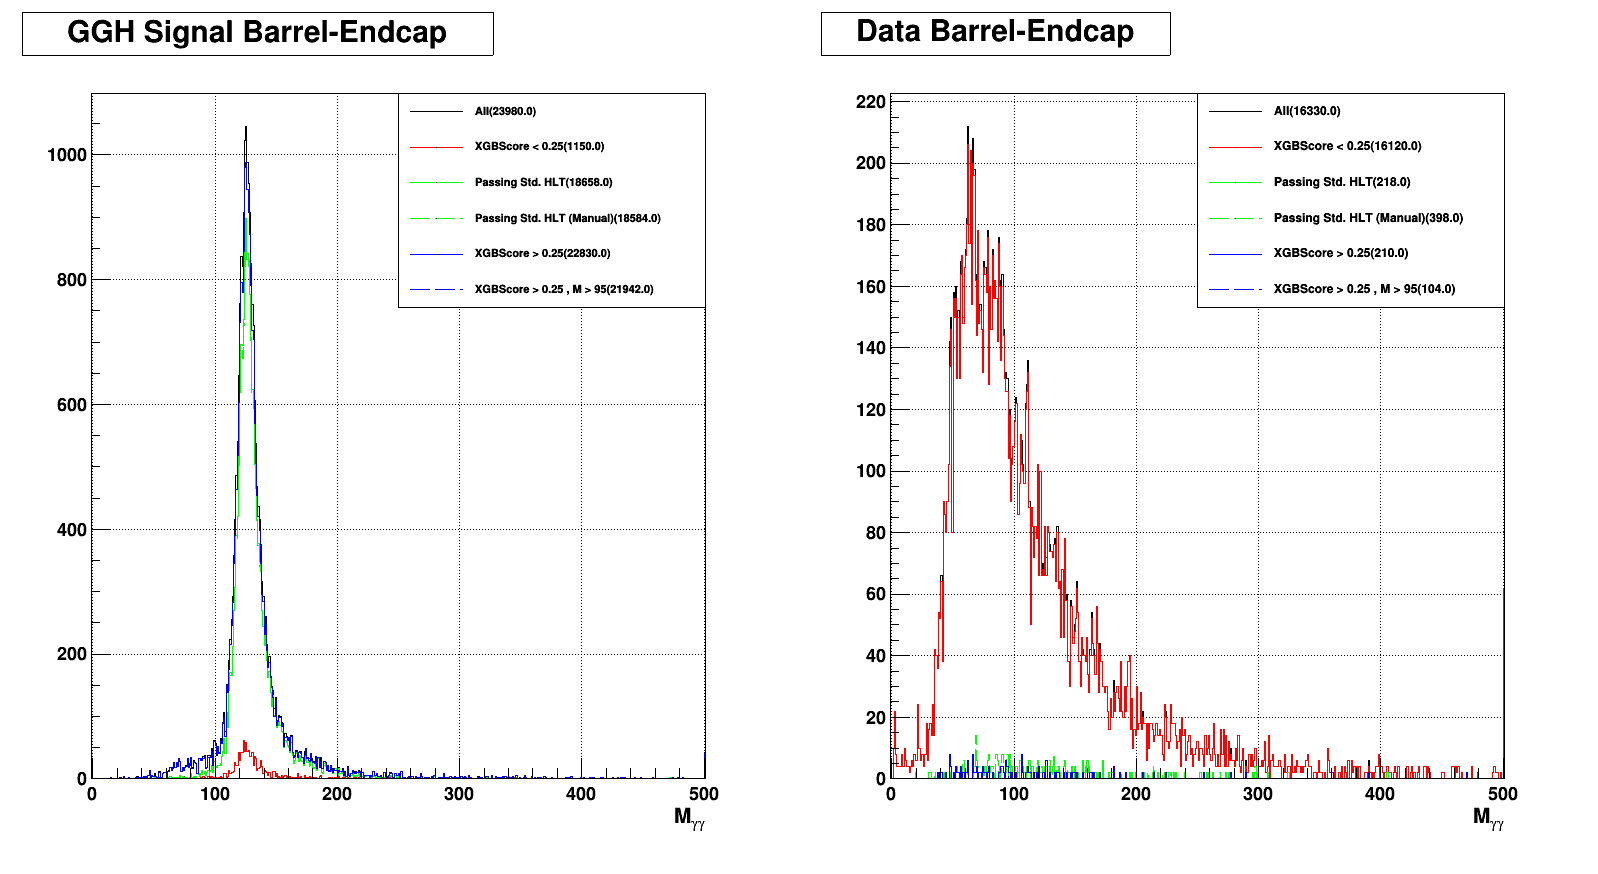 GGH Signal Barrel-Endcap
All(23980.0)
XGBScore < 0.25(1150.0)
Passing Std. HLT(18658.0)
Passing Std. HLT (Manual)(18584.0)
XGBScore > 0.25(22830.0)
XGBScore > 0.25 , M > 95(21942.0)
1000
800
600
400
200
0
0 100 200 300 400 500
Mγγ
Data Barrel-Endcap
All(16330.0)
XGBScore < 0.25(16120.0)
Passing Std. HLT(218.0)
Passing Std. HLT (Manual)(398.0)
XGBScore > 0.25(210.0)
XGBScore > 0.25 , M > 95(104.0)
220
200
180
160
140
120
100
80
60
40
20
0
0 100 200 300 400 500
Mγγ